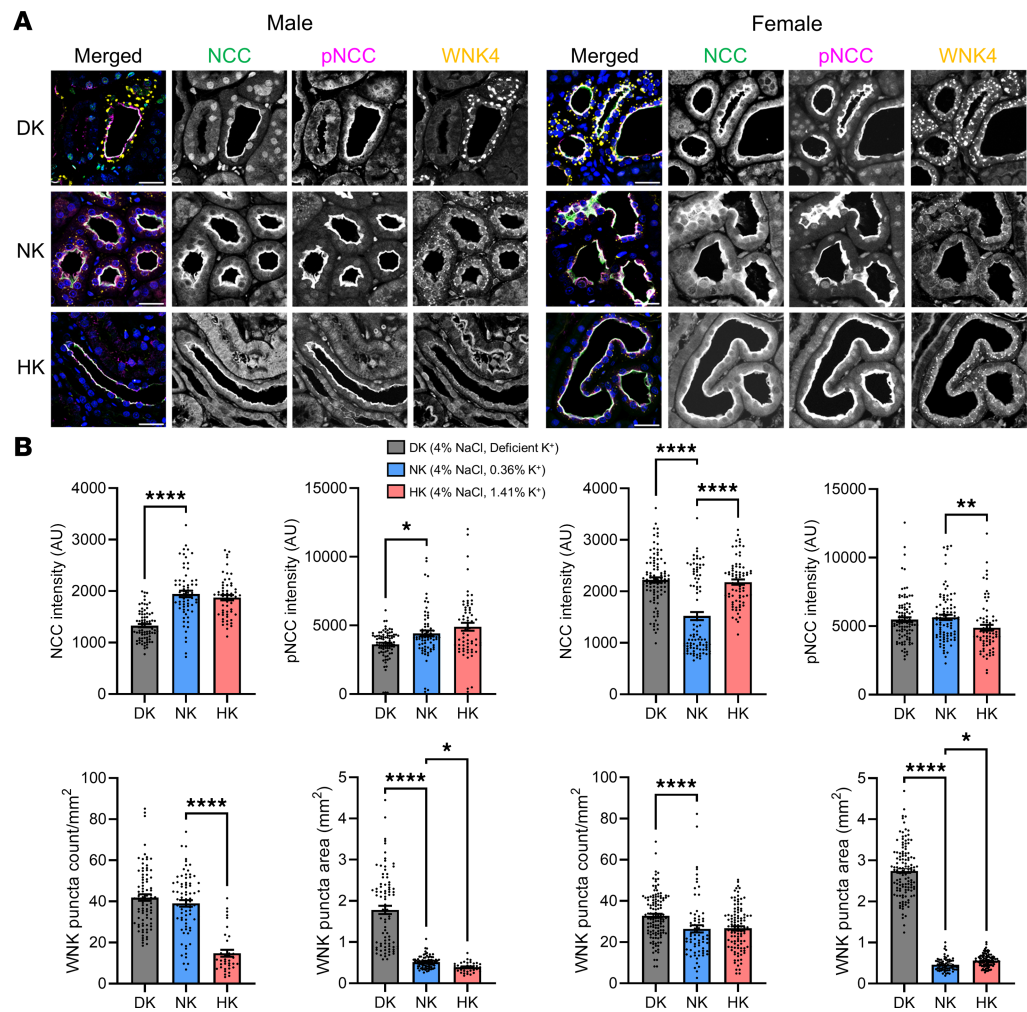 A
Male
Female
Merged NCC pNCC WNK4
Merged NCC pNCC WNK4
DK
NK
HK
B
DK (4% NaCl, Deficient K⁺)
NK (4% NaCl, 0.36% K⁺)
HK (4% NaCl, 1.41% K⁺)
NCC intensity (AU)
4000
3000
2000
1000
0
****
DK NK HK
pNCC intensity (AU)
15000
10000
5000
0
*
DK NK HK
NCC intensity (AU)
4000
3000
2000
1000
0
****
****
DK NK HK
pNCC intensity (AU)
15000
10000
5000
0
**
DK NK HK
WNK puncta count/mm²
100
80
60
40
20
0
****
DK NK HK
WNK puncta area (mm²)
5
4
3
2
1
0
****
*
DK NK HK
WNK puncta count/mm²
100
80
60
40
20
0
****
DK NK HK
WNK puncta area (mm²)
5
4
3
2
1
0
****
*
DK NK HK